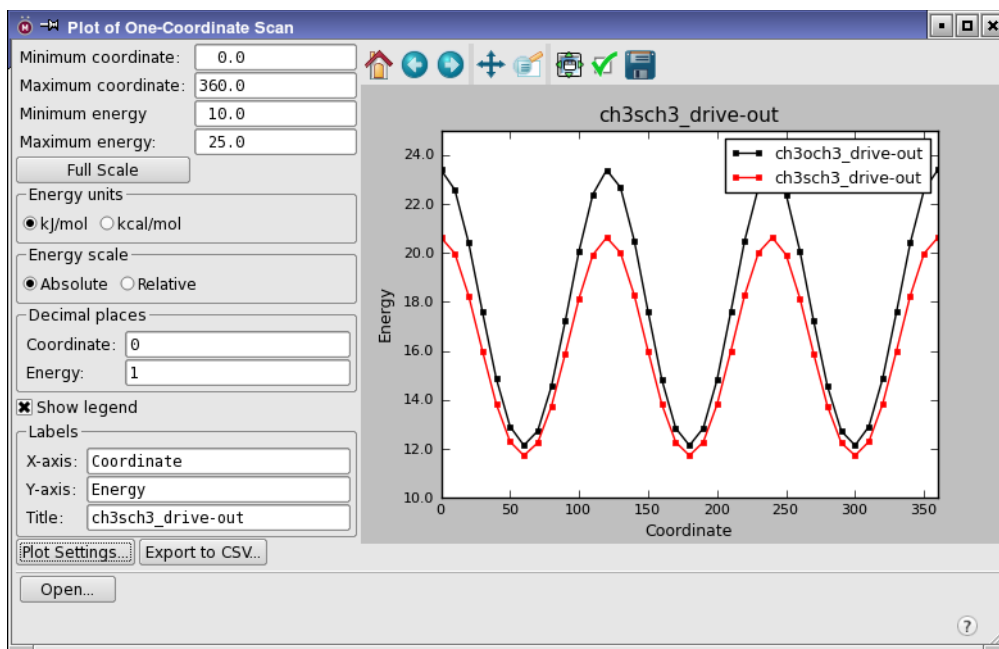 Plot of One-Coordinate Scan
Minimum coordinate: 0.0
Maximum coordinate: 360.0
Minimum energy 10.0
Maximum energy: 25.0
Full Scale
Energy units
kJ/mol kcal/mol
Energy scale
Absolute Relative
Decimal places
Coordinate: 0
Energy: 1
Show legend
Labels
X-axis: Coordinate
Y-axis: Energy
Title: ch3sch3_drive-out
Plot Settings... Export to CSV...
Open...
ch3sch3_drive-out
ch3och3_drive-out
ch3sch3_drive-out
24.0
22.0
20.0
18.0
16.0
14.0
12.0
10.0
Energy
0 50 100 150 200 250 300 350
Coordinate
?